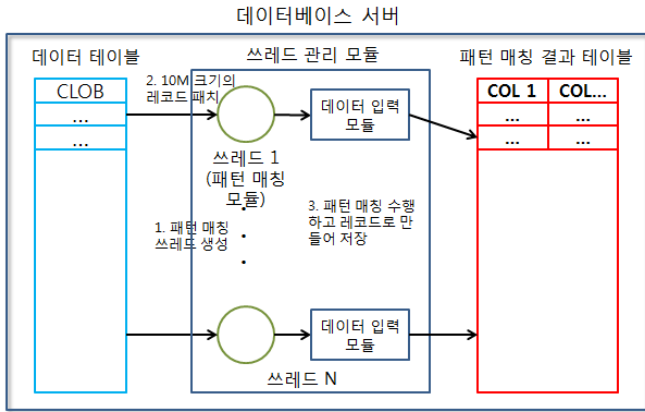 데이터베이스 서버
데이터 테이블
쓰레드 관리 모듈
패턴 매칭 결과 테이블
CLOB
...
...
2. 10M 크기의
레코드 패치
데이터 입력
모듈
COL 1 COL...
... ...
... ...
쓰레드 1
(패턴 매칭
모듈)
1. 패턴 매칭
쓰레드 생성
3. 패턴 매칭 수행
하고 레코드로 만
들어 저장
데이터 입력
모듈
쓰레드 N